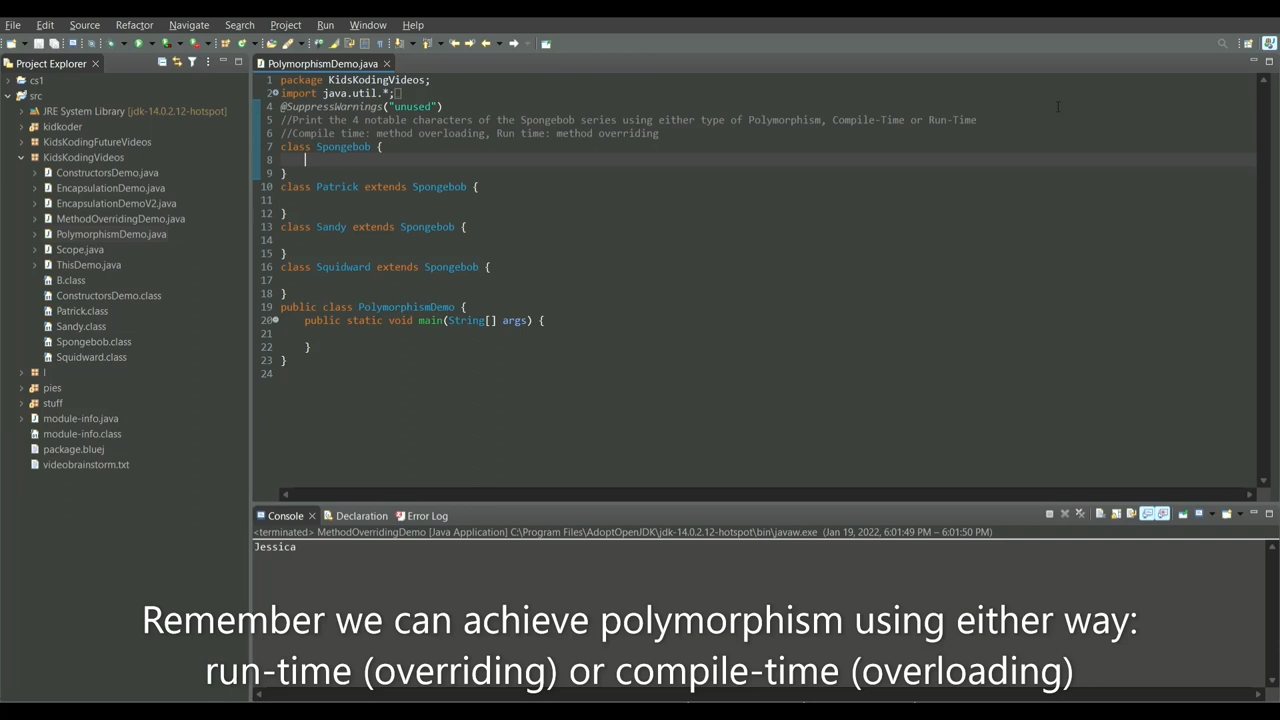 File Edit Source Refactor Navigate Search Project Run Window Help
Project Explorer
PolymorphismDemo.java
cs1
src
JRE System Library [jdk-14.0.2.12-hotspot]
kidkoder
KidsKodingFutureVideos
KidsKodingVideos
ConstructorsDemo.java
EncapsulationDemo.java
EncapsulationDemoV2.java
MethodOverridingDemo.java
PolymorphismDemo.java
Scope.java
ThisDemo.java
B.class
ConstructorsDemo.class
Patrick.class
Sandy.class
Spongebob.class
Squidward.class
l
pies
stuff
module-info.java
module-info.class
package.bluej
videobrainstorm.txt
1 package KidsKodingVideos;
2 import java.util.*;
4 @SuppressWarnings("unused")
5 //Print the 4 notable characters of the Spongebob series using either type of Polymorphism, Compile-Time or Run-Time
6 //Compile time: method overloading, Run time: method overriding
7 class Spongebob {
8
9 }
10 class Patrick extends Spongebob {
11
12 }
13 class Sandy extends Spongebob {
14
15 }
16 class Squidward extends Spongebob {
17
18 }
19 public class PolymorphismDemo {
20 public static void main(String[] args) {
21
22 }
23 }
24
Console Declaration Error Log
<terminated> MethodOverridingDemo [Java Application] C:\Program Files\AdoptOpenJDK\jdk-14.0.2.12-hotspot\bin\javaw.exe (Jan 19, 2022, 6:01:49 PM – 6:01:50 PM)
Jessica
Remember we can achieve polymorphism using either way:
run-time (overriding) or compile-time (overloading)